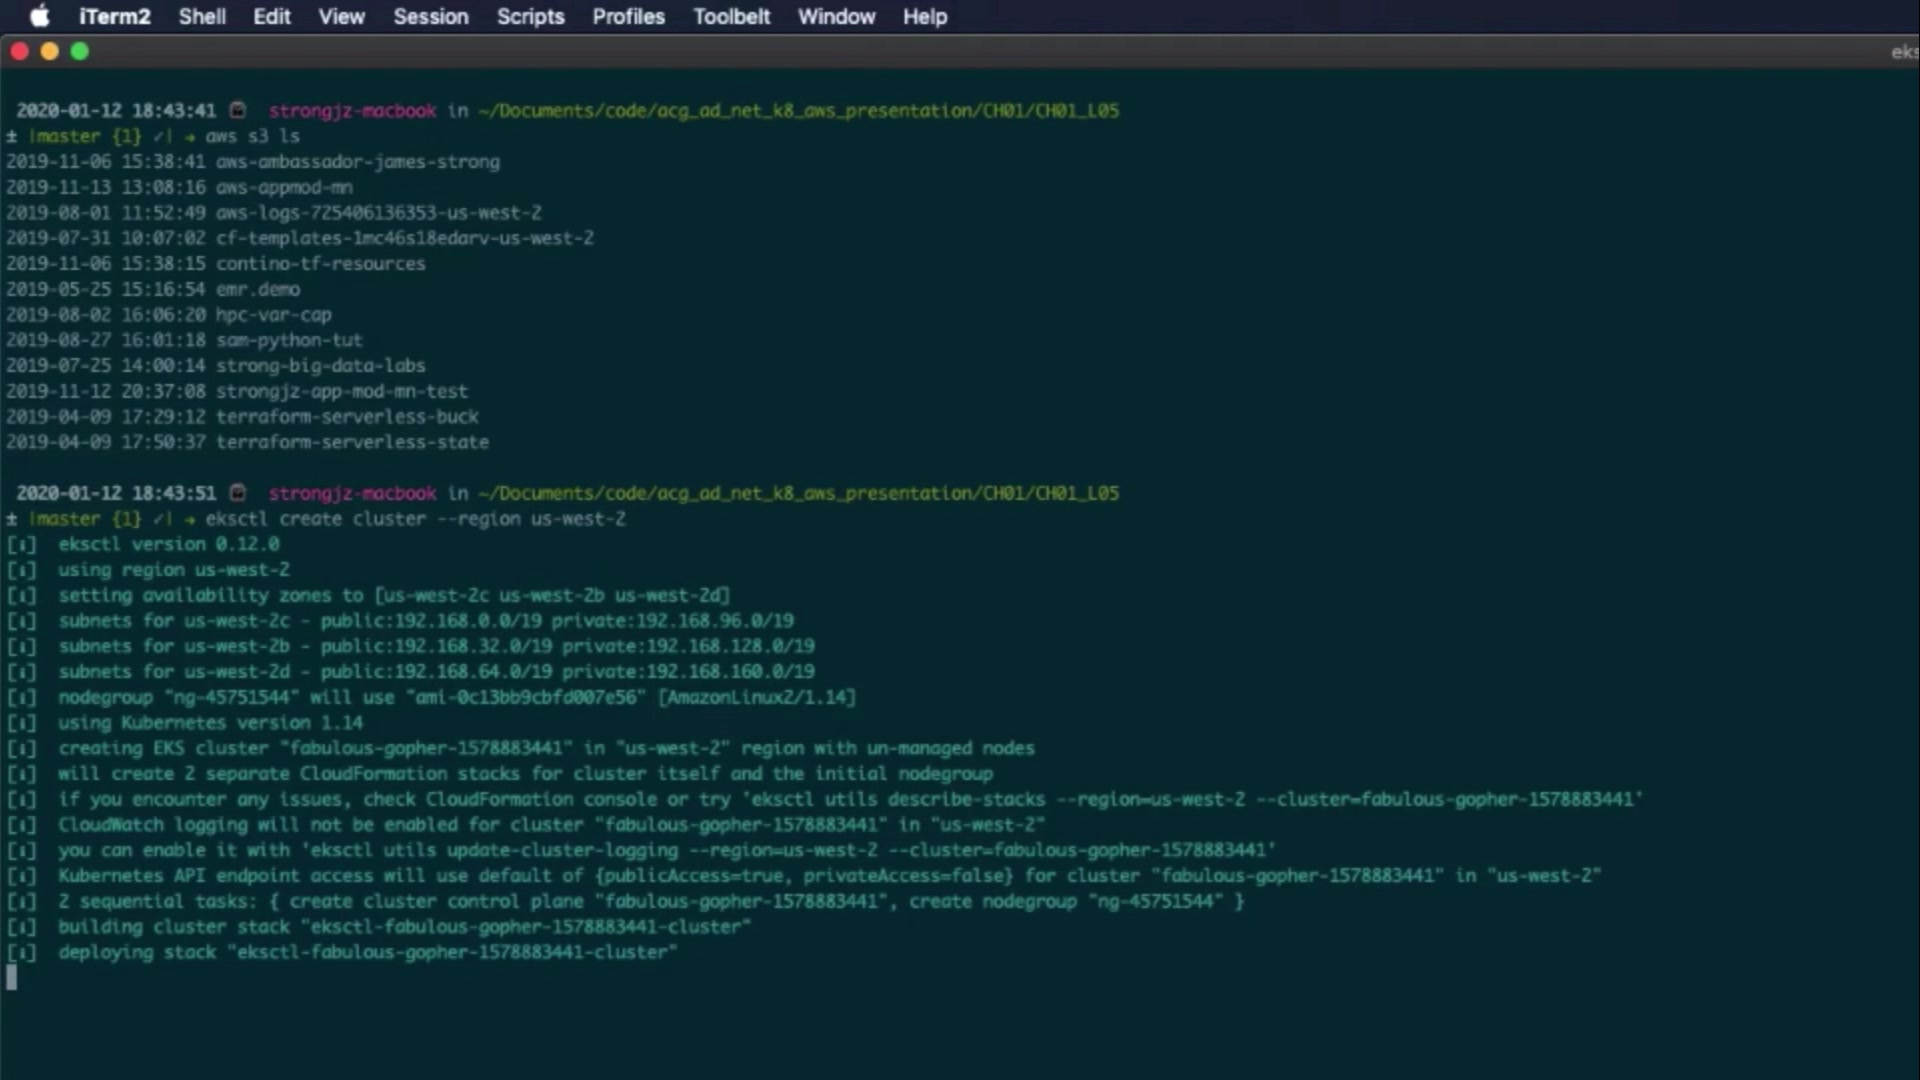 iTerm2 Shell Edit View Session Scripts Profiles Toolbelt Window Help
eks
2020-01-12 18:43:41 strongjz-macbook in ~/Documents/code/acg_ad_net_k8_aws_presentation/CH01/CH01_L05
± |master {1} ✓| → aws s3 ls
2019-11-06 15:38:41 aws-ambassador-james-strong
2019-11-13 13:08:16 aws-appmod-mn
2019-08-01 11:52:49 aws-logs-725406136353-us-west-2
2019-07-31 10:07:02 cf-templates-1mc46s18edarv-us-west-2
2019-11-06 15:38:15 contino-tf-resources
2019-05-25 15:16:54 emr.demo
2019-08-02 16:06:20 hpc-var-cap
2019-08-27 16:01:18 sam-python-tut
2019-07-25 14:00:14 strong-big-data-labs
2019-11-12 20:37:08 strongjz-app-mod-mn-test
2019-04-09 17:29:12 terraform-serverless-buck
2019-04-09 17:50:37 terraform-serverless-state
2020-01-12 18:43:51 strongjz-macbook in ~/Documents/code/acg_ad_net_k8_aws_presentation/CH01/CH01_L05
± |master {1} ✓| → eksctl create cluster --region us-west-2
[ℹ] eksctl version 0.12.0
[ℹ] using region us-west-2
[ℹ] setting availability zones to [us-west-2c us-west-2b us-west-2d]
[ℹ] subnets for us-west-2c - public:192.168.0.0/19 private:192.168.96.0/19
[ℹ] subnets for us-west-2b - public:192.168.32.0/19 private:192.168.128.0/19
[ℹ] subnets for us-west-2d - public:192.168.64.0/19 private:192.168.160.0/19
[ℹ] nodegroup "ng-45751544" will use "ami-0c13bb9cbfd007e56" [AmazonLinux2/1.14]
[ℹ] using Kubernetes version 1.14
[ℹ] creating EKS cluster "fabulous-gopher-1578883441" in "us-west-2" region with un-managed nodes
[ℹ] will create 2 separate CloudFormation stacks for cluster itself and the initial nodegroup
[ℹ] if you encounter any issues, check CloudFormation console or try 'eksctl utils describe-stacks --region=us-west-2 --cluster=fabulous-gopher-1578883441'
[ℹ] CloudWatch logging will not be enabled for cluster "fabulous-gopher-1578883441" in "us-west-2"
[ℹ] you can enable it with 'eksctl utils update-cluster-logging --region=us-west-2 --cluster=fabulous-gopher-1578883441'
[ℹ] Kubernetes API endpoint access will use default of {publicAccess=true, privateAccess=false} for cluster "fabulous-gopher-1578883441" in "us-west-2"
[ℹ] 2 sequential tasks: { create cluster control plane "fabulous-gopher-1578883441", create nodegroup "ng-45751544" }
[ℹ] building cluster stack "eksctl-fabulous-gopher-1578883441-cluster"
[ℹ] deploying stack "eksctl-fabulous-gopher-1578883441-cluster"